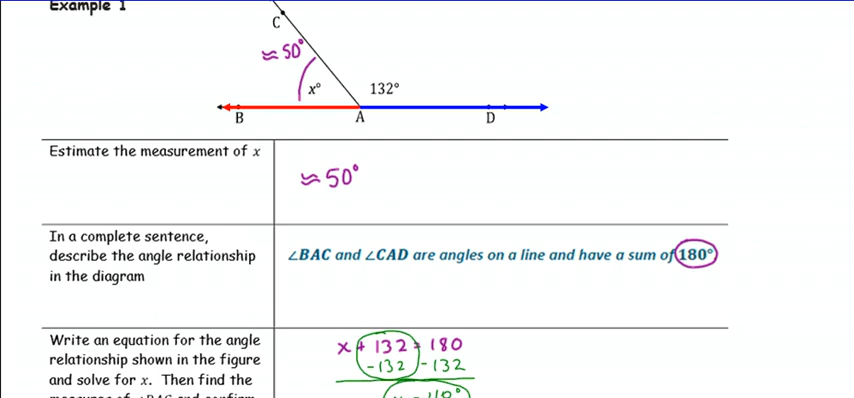 Example 1
C
≈ 50°
x° 132°
B A D
Estimate the measurement of x
≈ 50°
In a complete sentence,
describe the angle relationship
in the diagram
∠BAC and ∠CAD are angles on a line and have a sum of 180°
Write an equation for the angle
relationship shown in the figure
and solve for x. Then find the
x + 132 = 180
-132 -132